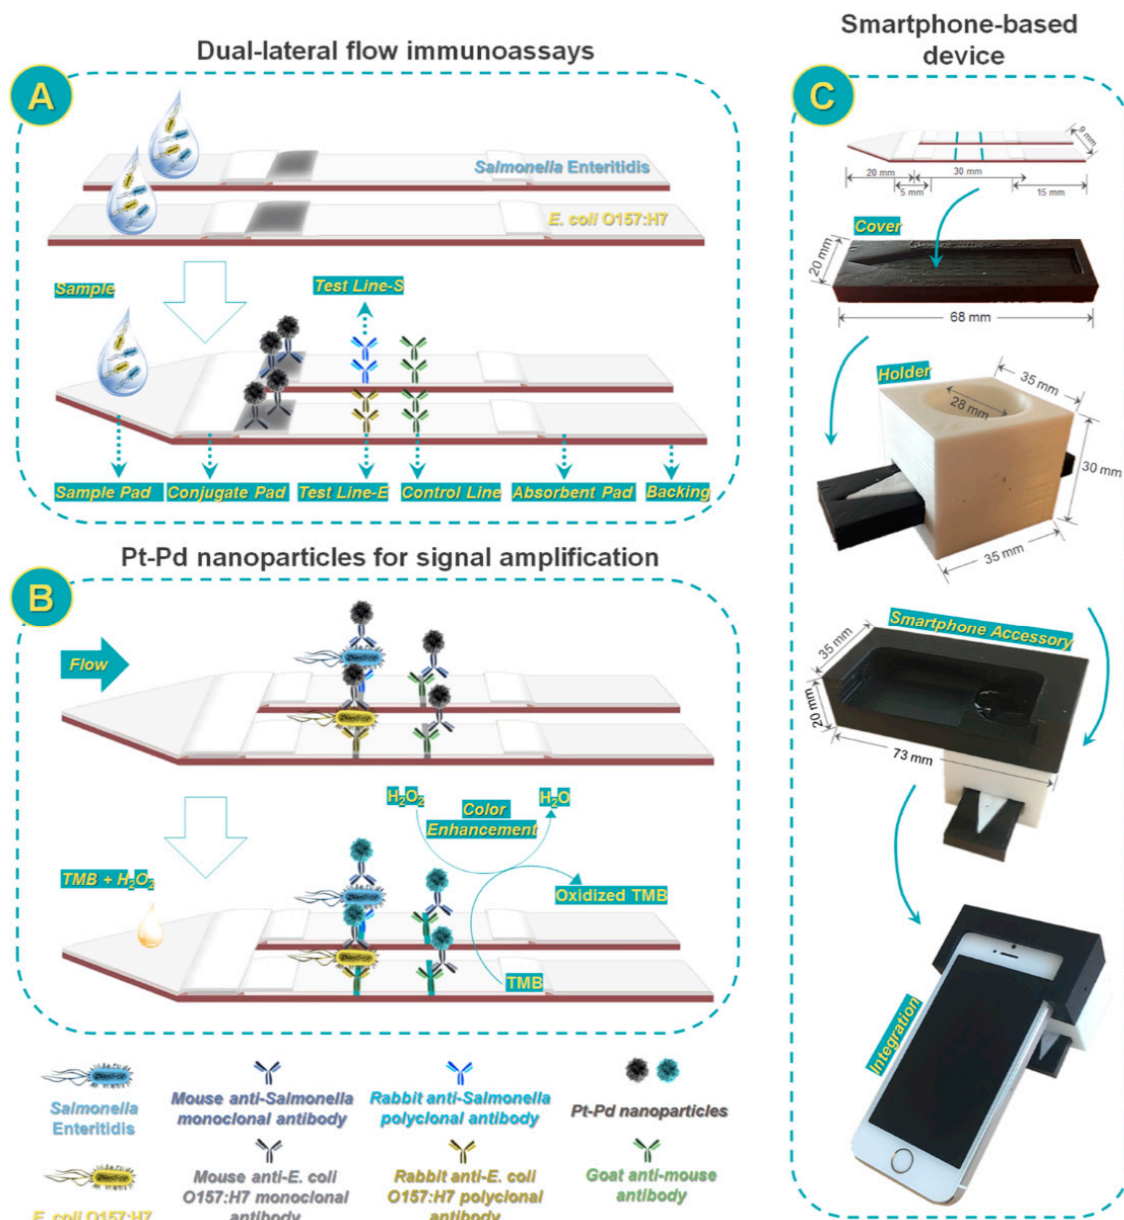 Dual-lateral flow immunoassays
A
Salmonella Enteritidis
E. coli O157:H7
Sample
Test Line-S
Sample Pad
Conjugate Pad
Test Line-E
Control Line
Absorbent Pad
Backing
Pt-Pd nanoparticles for signal amplification
B
Flow
H2O2
H2O
Color
Enhancement
TMB + H2O2
Oxidized TMB
TMB
Salmonella
Enteritidis
Mouse anti-Salmonella
monoclonal antibody
Rabbit anti-Salmonella
polyclonal antibody
Pt-Pd nanoparticles
E. coli O157:H7
Mouse anti-E. coli
O157:H7 monoclonal
antibody
Rabbit anti-E. coli
O157:H7 polyclonal
antibody
Goat anti-mouse
antibody
Smartphone-based
device
C
9 mm
20 mm
30 mm
5 mm
15 mm
Cover
20 mm
68 mm
Holder
35 mm
28 mm
30 mm
35 mm
Smartphone Accessory
35 mm
20 mm
73 mm
Integration